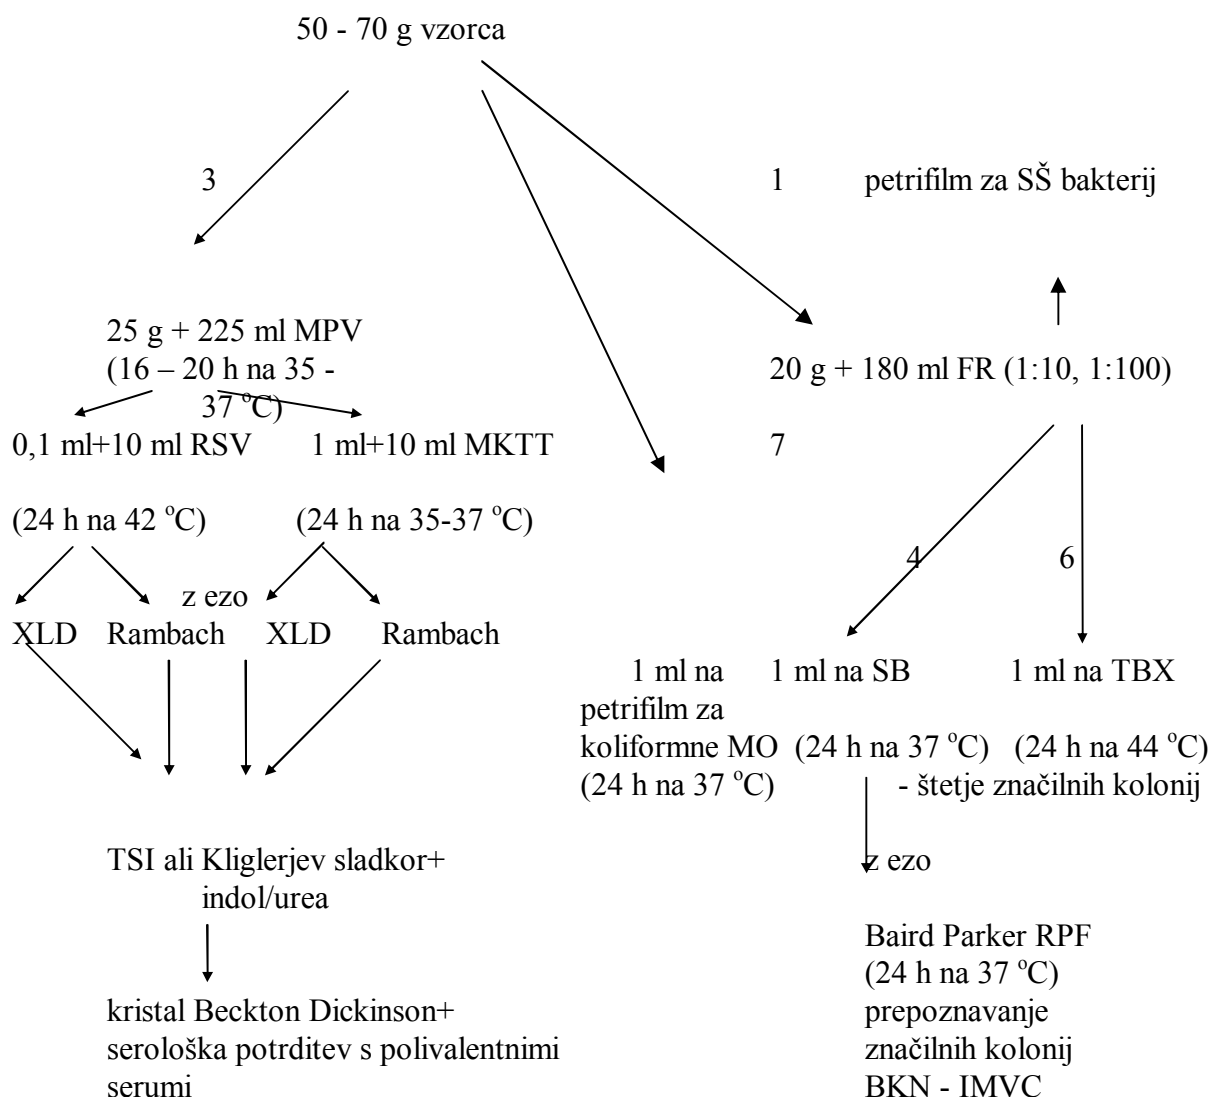 50 - 70 g vzorca
3
1 petrifilm za SŠ bakterij
25 g + 225 ml MPV
(16 – 20 h na 35 -
37 °C)
20 g + 180 ml FR (1:10, 1:100)
0,1 ml+10 ml RSV 1 ml+10 ml MKTT
7
(24 h na 42 °C) (24 h na 35-37 °C)
4 6
z ezo
XLD Rambach XLD Rambach
1 ml na 1 ml na SB 1 ml na TBX
petrifilm za
koliformne MO (24 h na 37 °C) (24 h na 44 °C)
(24 h na 37 °C) - štetje značilnih kolonij
TSI ali Kliglerjev sladkor+
indol/urea
z ezo
Baird Parker RPF
(24 h na 37 °C)
kristal Beckton Dickinson+
serološka potrditev s polivalentnimi
serumi
prepoznavanje
značilnih kolonij
BKN - IMVC